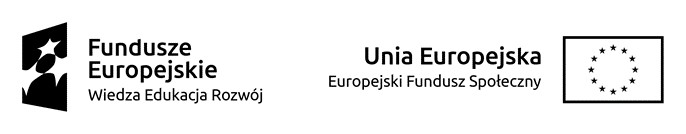 Fundusze
Europejskie
Wiedza Edukacja Rozwój
Unia Europejska
Europejski Fundusz Społeczny